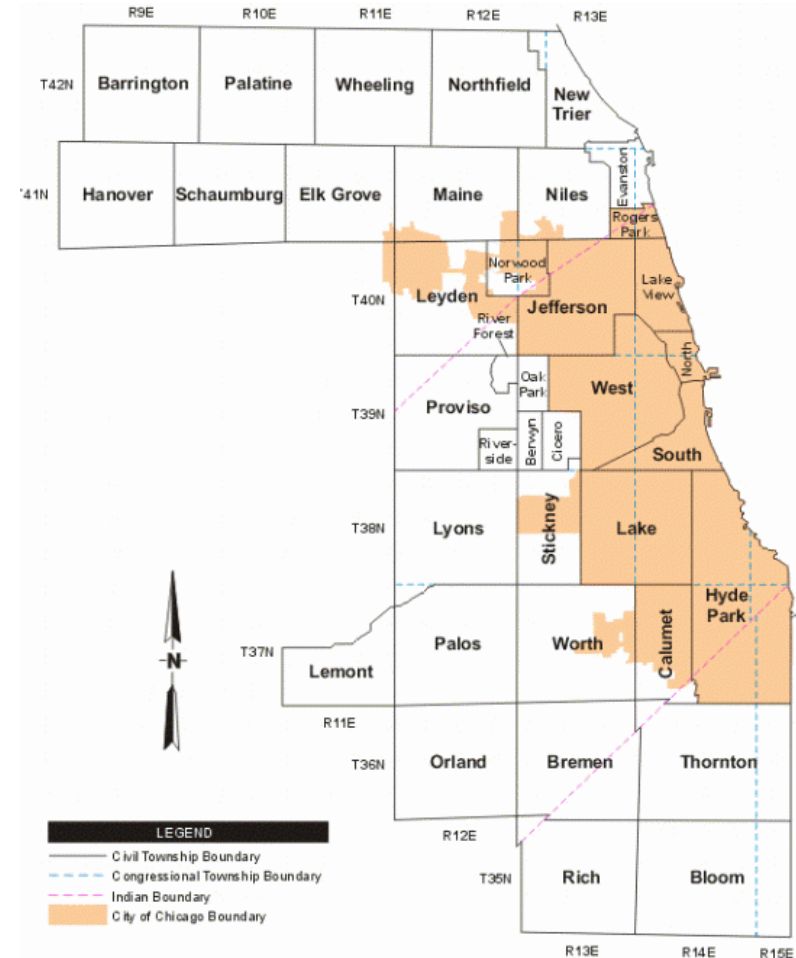 R9E
R10E
R11E
R12E
R13E
T42N
Barrington
Palatine
Wheeling
Northfield
New
Trier
41N
Hanover
Schaumburg
Elk Grove
Maine
Niles
Evanston
Rogers
Park
T40N
Leyden
Norwood
Park
Jefferson
Lake
View
River
Forest
North
T39N
Proviso
Oak
Park
West
River-
side
Berwyn
Cicero
South
T38N
Lyons
Stickney
Lake
Hyde
Park
T37N
Lemont
Palos
Worth
Calumet
N
R11E
T36N
Orland
Bremen
Thornton
R12E
T35N
Rich
Bloom
R13E
R14E
R15E
LEGEND
Civil Township Boundary
Congressional Township Boundary
Indian Boundary
City of Chicago Boundary